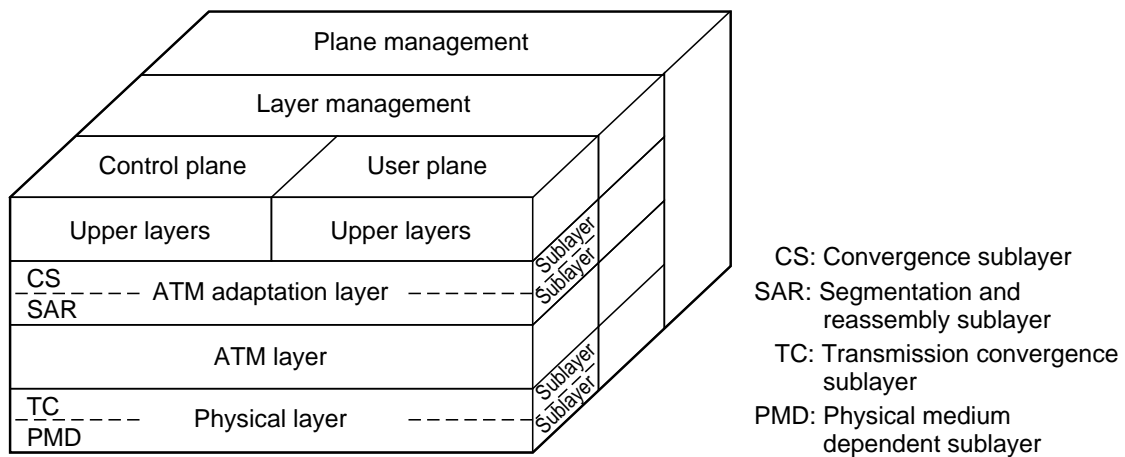 Plane management
Layer management
Control plane
User plane
Upper layers
Upper layers
Sublayer
Sublayer
CS
ATM adaptation layer
SAR
ATM layer
Sublayer
Sublayer
TC
Physical layer
PMD
CS: Convergence sublayer
SAR: Segmentation and
reassembly sublayer
TC: Transmission convergence
sublayer
PMD: Physical medium
dependent sublayer